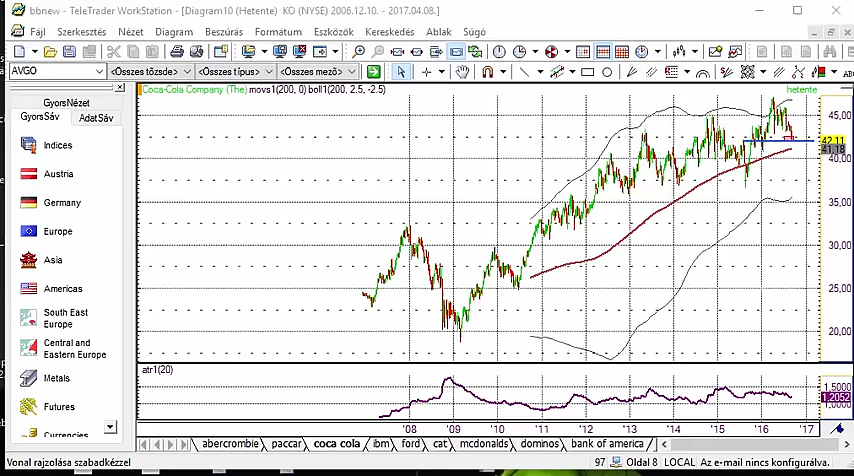 bbnew - TeleTrader WorkStation - [Diagram10 (Hetente)  KO (NYSE) 2006.12.10. - 2017.04.08.]
Fájl Szerkesztés Nézet Diagram Beszúrás Formátum Eszközök Kereskedés Ablak Súgó
AVGO <Összes tőzsde> <Összes típus> <Összes mező>
GyorsNézet
GyorsSáv AdatSáv
Indices
Austria
Germany
Europe
Asia
Americas
South East
Europe
Central and
Eastern Europe
Metals
Futures
Currencies
Coca-Cola Company (The) movs1(200, 0) boll1(200, 2.5, -2.5)
hetente
45,00
42,11
41,18
40,00
35,00
30,00
25,00
20,00
atr1(20)
1,5000
1,2052
1,0000
'08 '09 '10 '11 '12 '13 '14 '15 '16 '17
abercrombie paccar coca cola ibm ford cat mcdonalds dominos bank of america
Vonal rajzolása szabadkézzel
97 Oldal 8 LOCAL Az e-mail nincs konfigurálva.